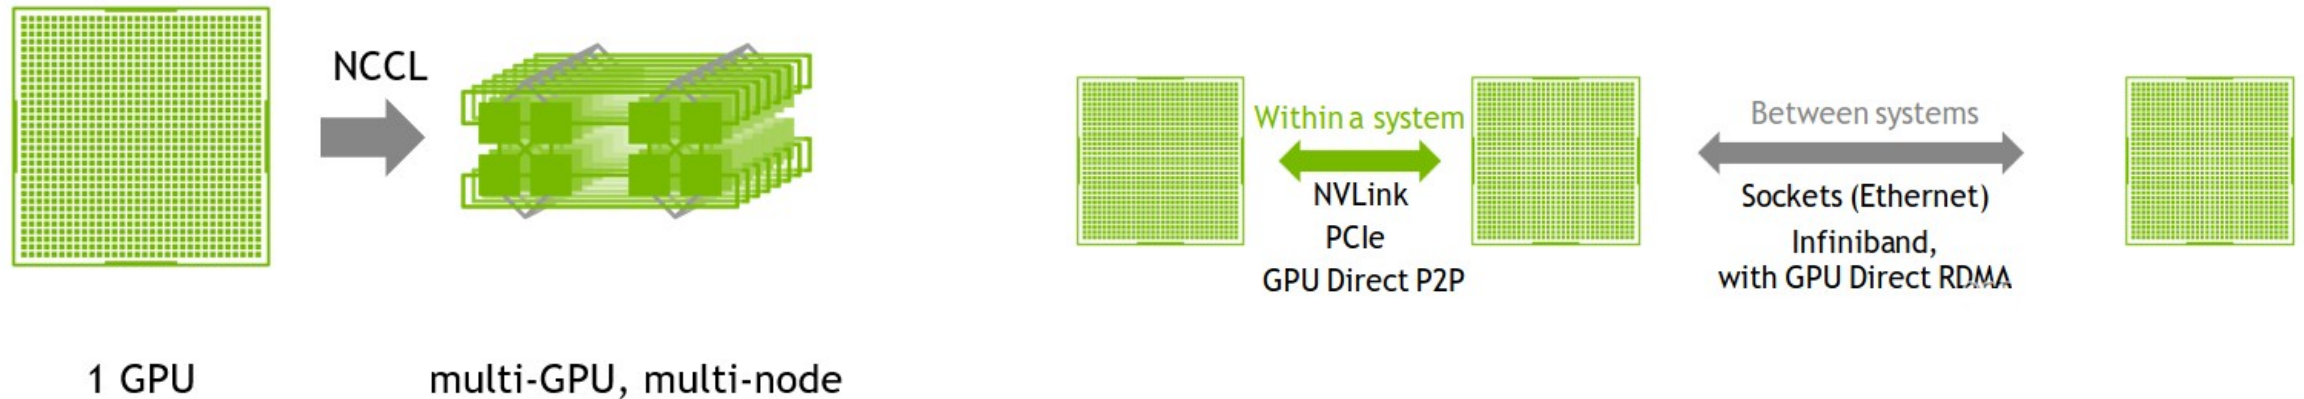 NCCL
1 GPU
multi-GPU, multi-node
Within a system
NVLink
PCIe
GPU Direct P2P
Between systems
Sockets (Ethernet)
Infiniband,
with GPU Direct RDMA